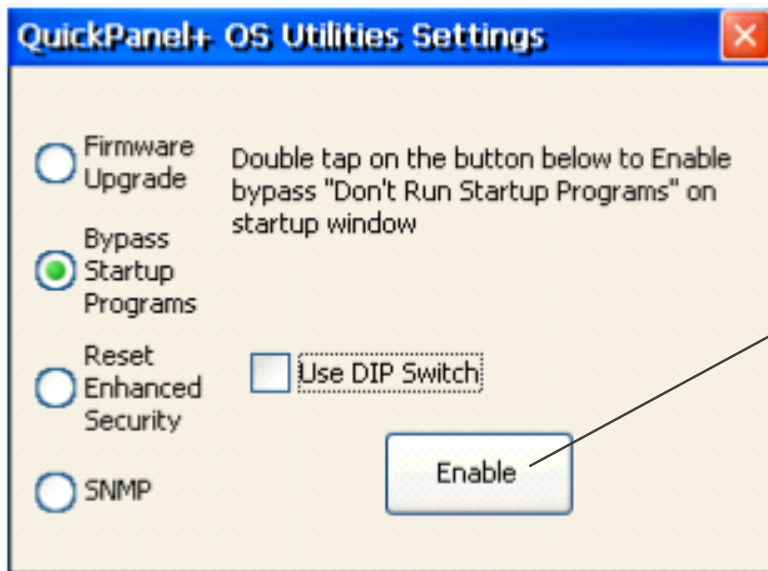 QuickPanel+ OS Utilities Settings
Firmware
Upgrade
Bypass
Startup
Programs
Reset
Enhanced
Security
SNMP
Double tap on the button below to Enable
bypass "Don't Run Startup Programs" on
startup window
Use DIP Switch
Enable